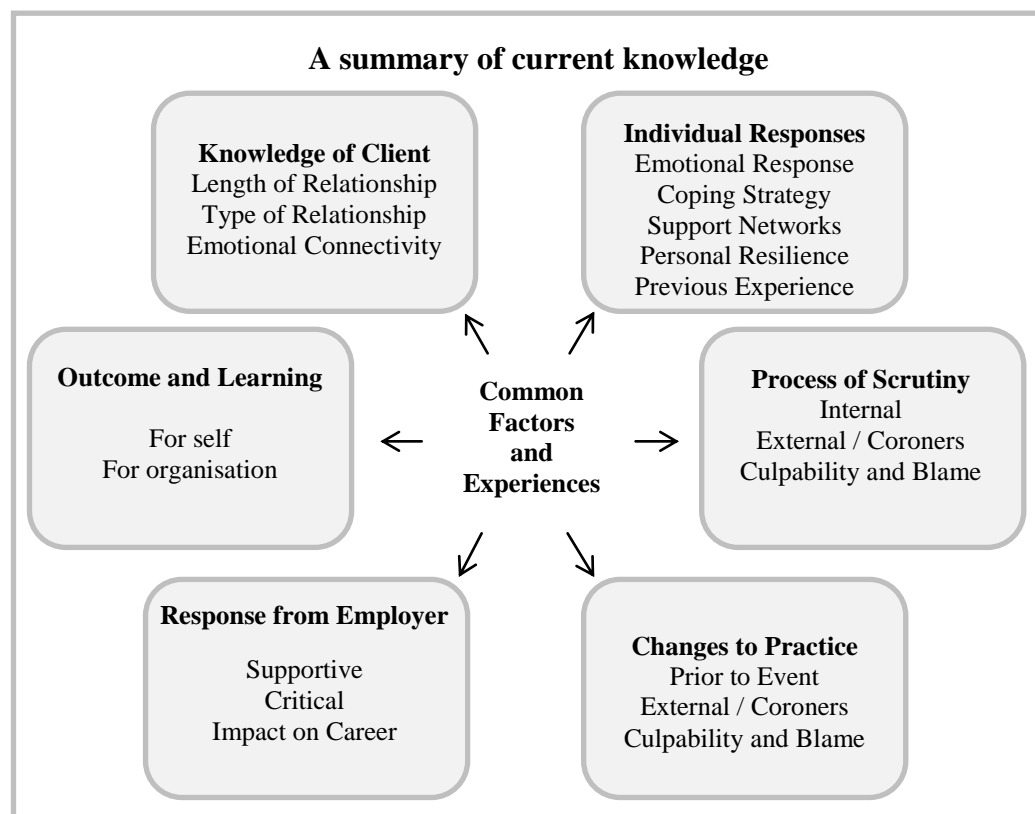 A summary of current knowledge
Knowledge of Client
Length of Relationship
Type of Relationship
Emotional Connectivity
Individual Responses
Emotional Response
Coping Strategy
Support Networks
Personal Resilience
Previous Experience
Outcome and Learning
For self
For organisation
Common
Factors
and
Experiences
Process of Scrutiny
Internal
External / Coroners
Culpability and Blame
Response from Employer
Supportive
Critical
Impact on Career
Changes to Practice
Prior to Event
External / Coroners
Culpability and Blame